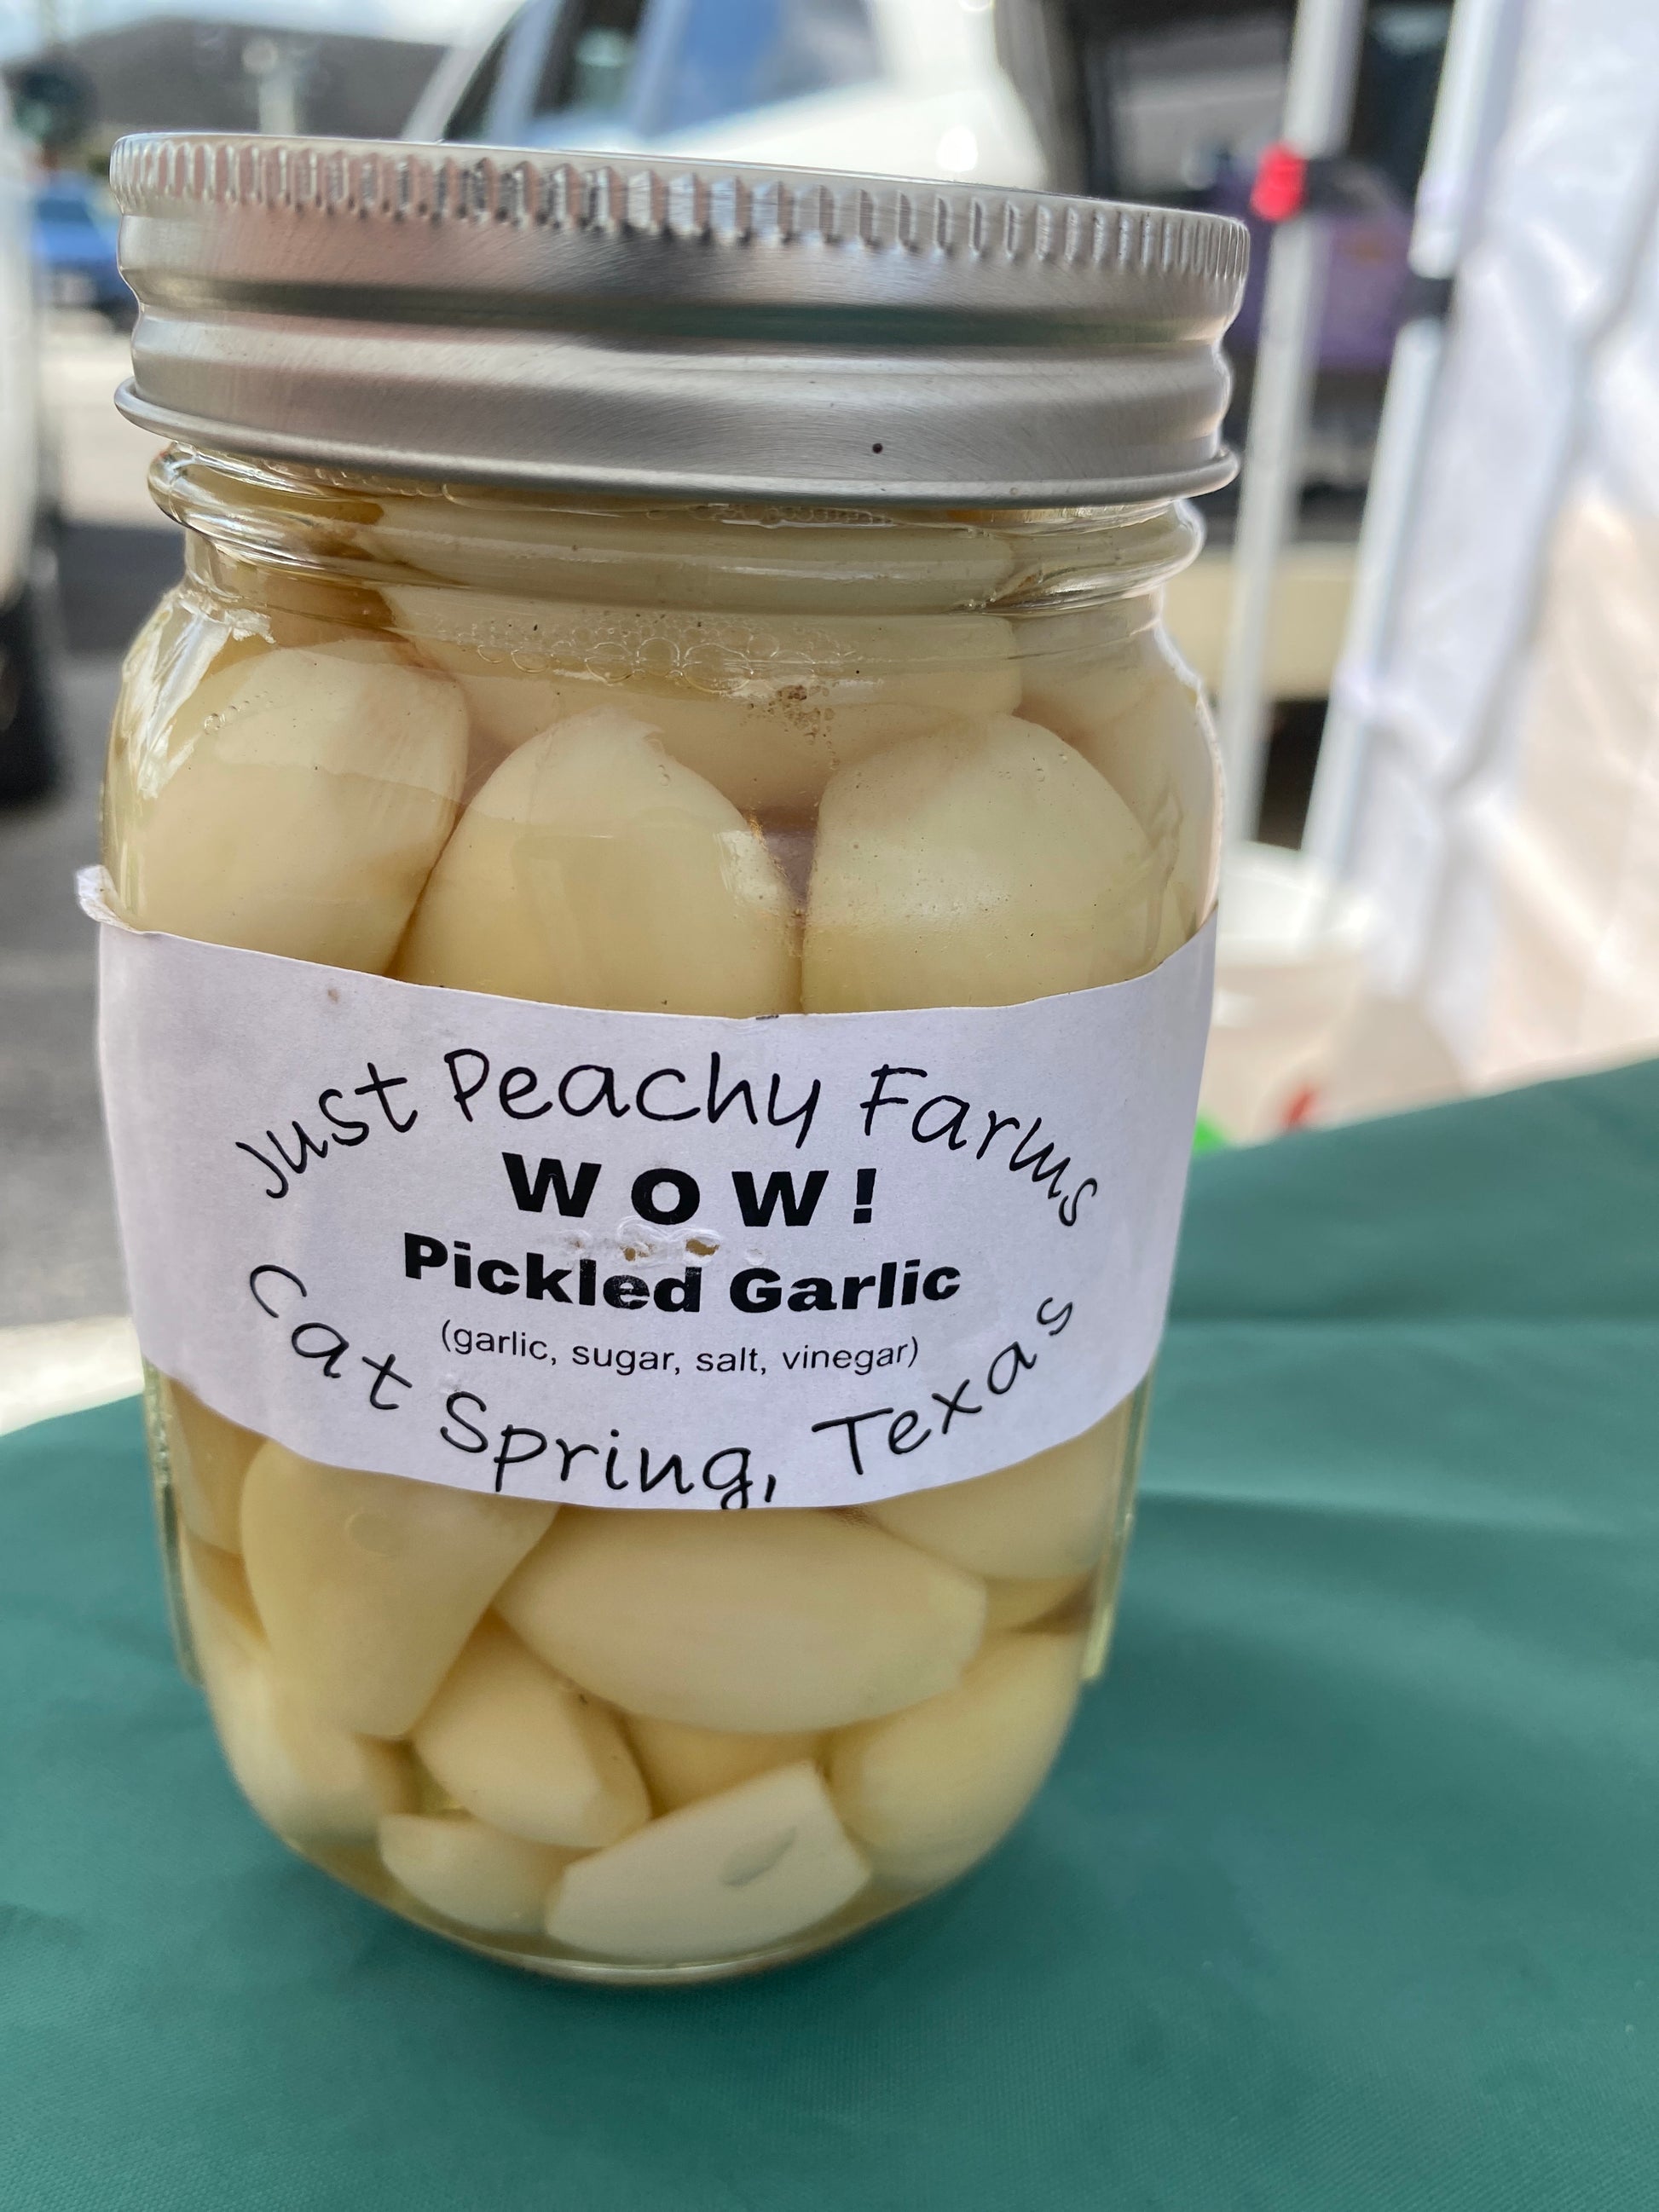 Just Peachy Farms
WOW!
Pickled Garlic
(garlic, sugar, salt, vinegar)
Cat Spring, Texas